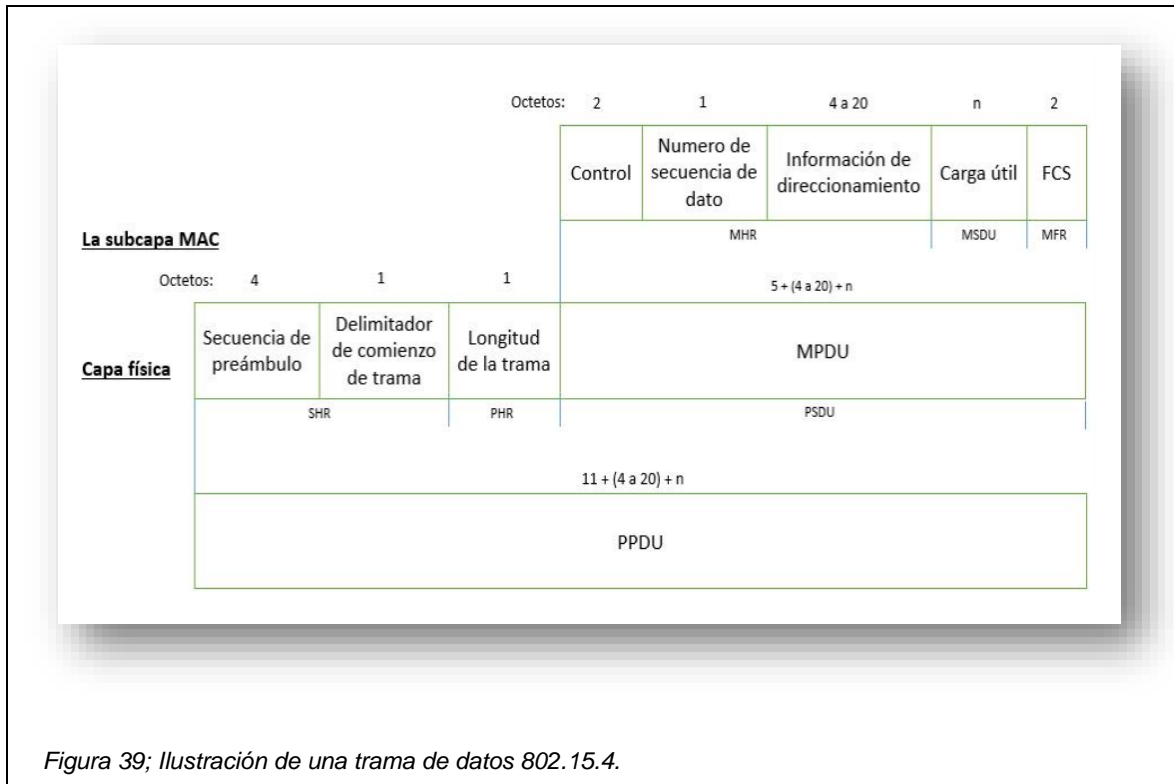 Octetos: 2 1 4 a 20 n 2
Control
Numero de
secuencia de
dato
Información de
direccionamiento
Carga útil
FCS
La subcapa MAC
MHR MSDU MFR
Octetos: 4 1 1 5 + (4 a 20) + n
Capa física
Secuencia de
preámbulo
Delimitador
de comienzo
de trama
Longitud
de la trama
MPDU
SHR PHR PSDU
11 + (4 a 20) + n
PPDU
Figura 39; Ilustración de una trama de datos 802.15.4.